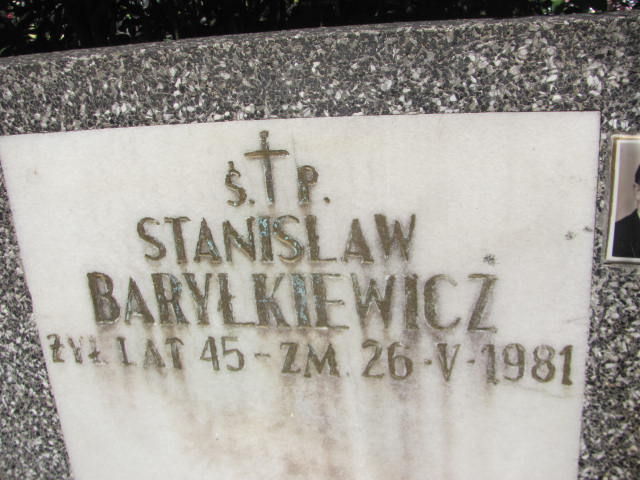 Ś. P.
STANISŁAW
BARYŁKIEWICZ
ŻYŁ LAT 45 - ZM. 26-V-1981